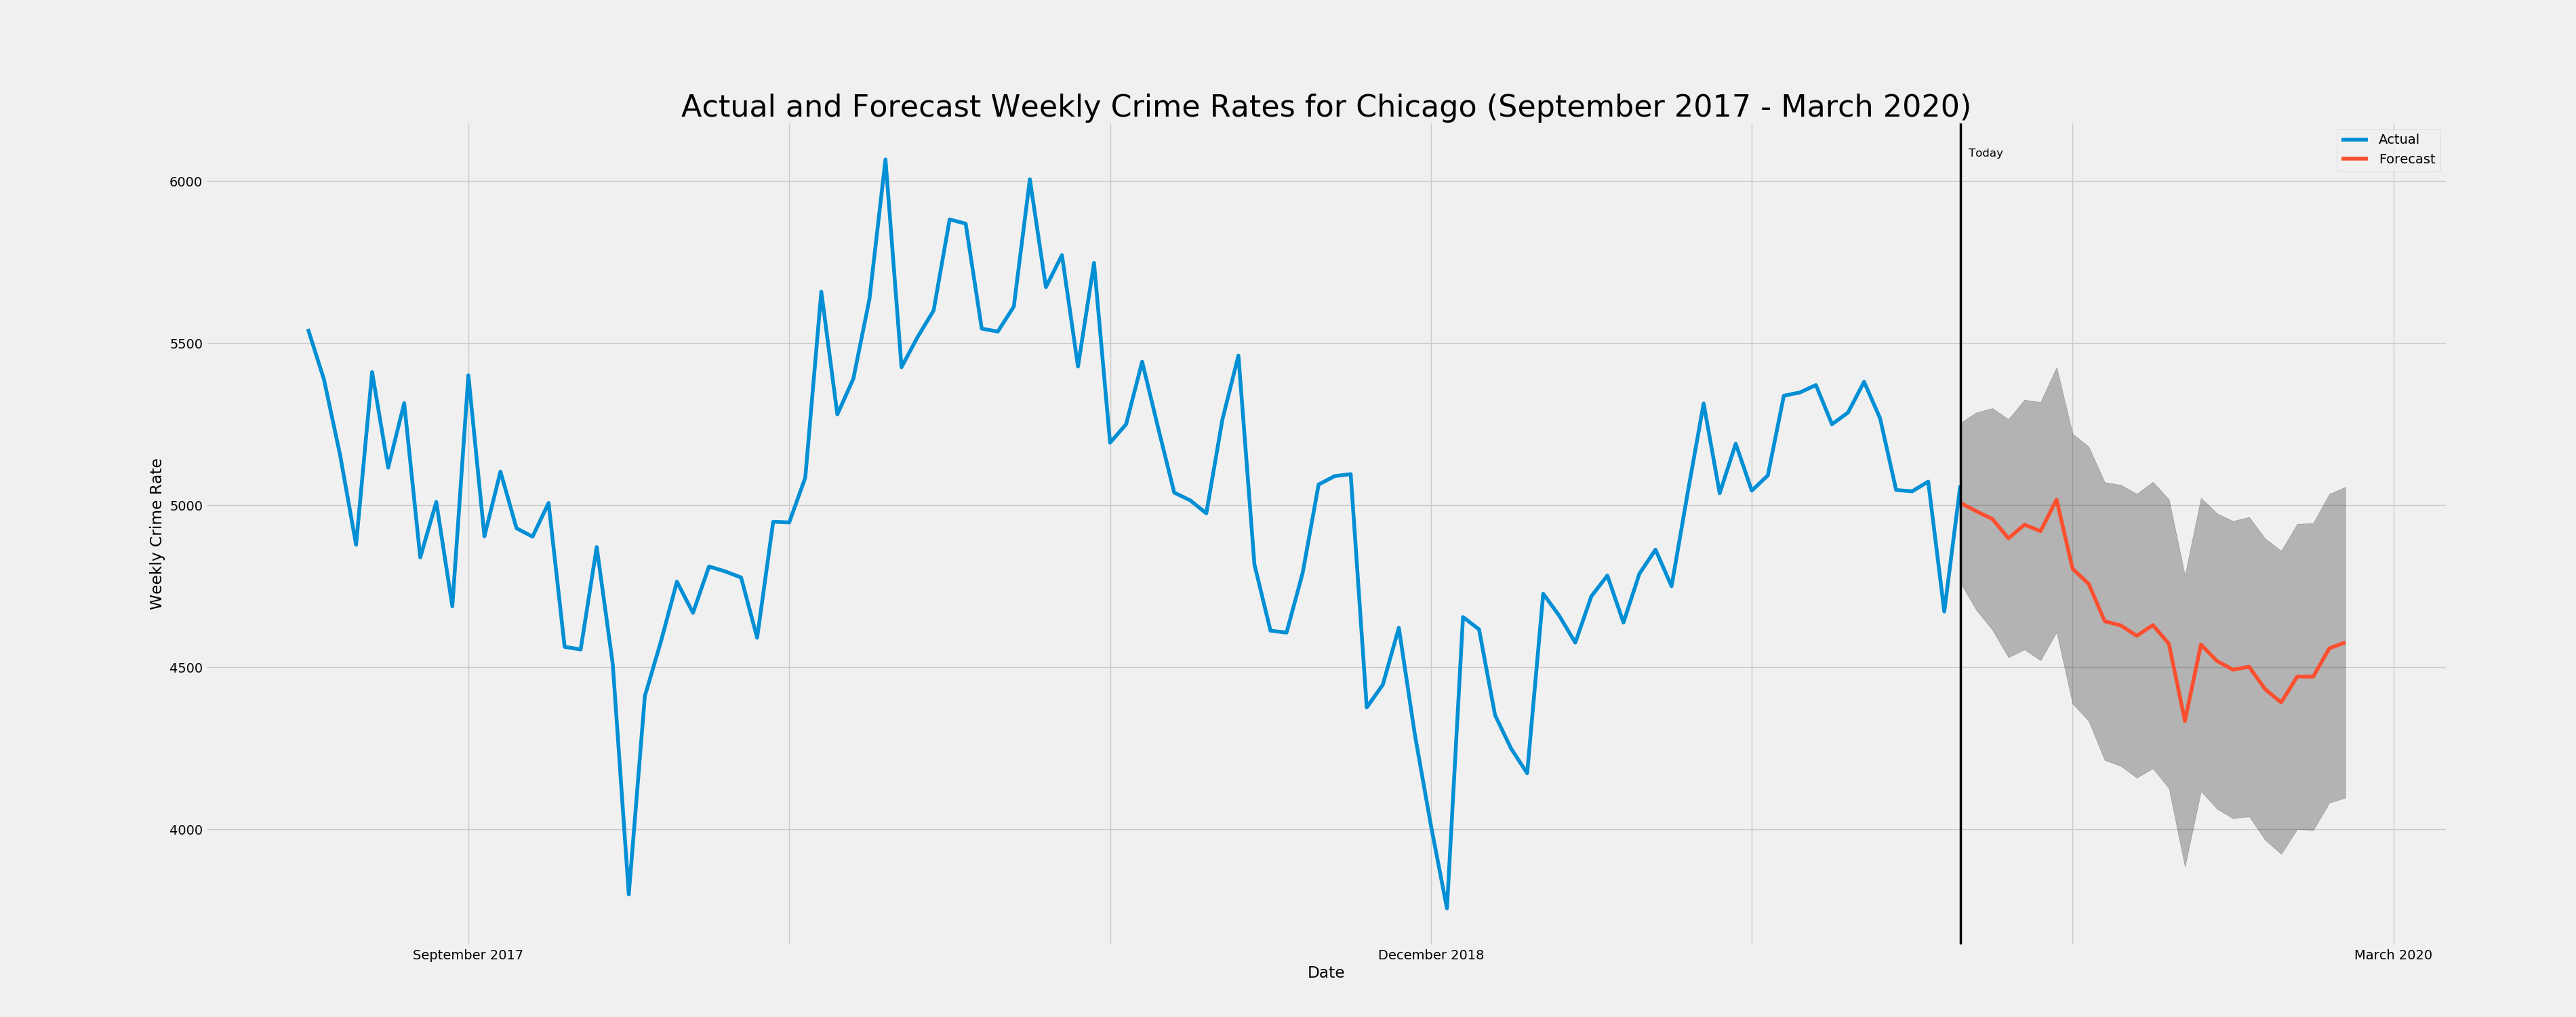 Actual and Forecast Weekly Crime Rates for Chicago (September 2017 - March 2020)
Today
Actual
Forecast
6000
5500
5000
4500
4000
Weekly Crime Rate
September 2017
December 2018
March 2020
Date